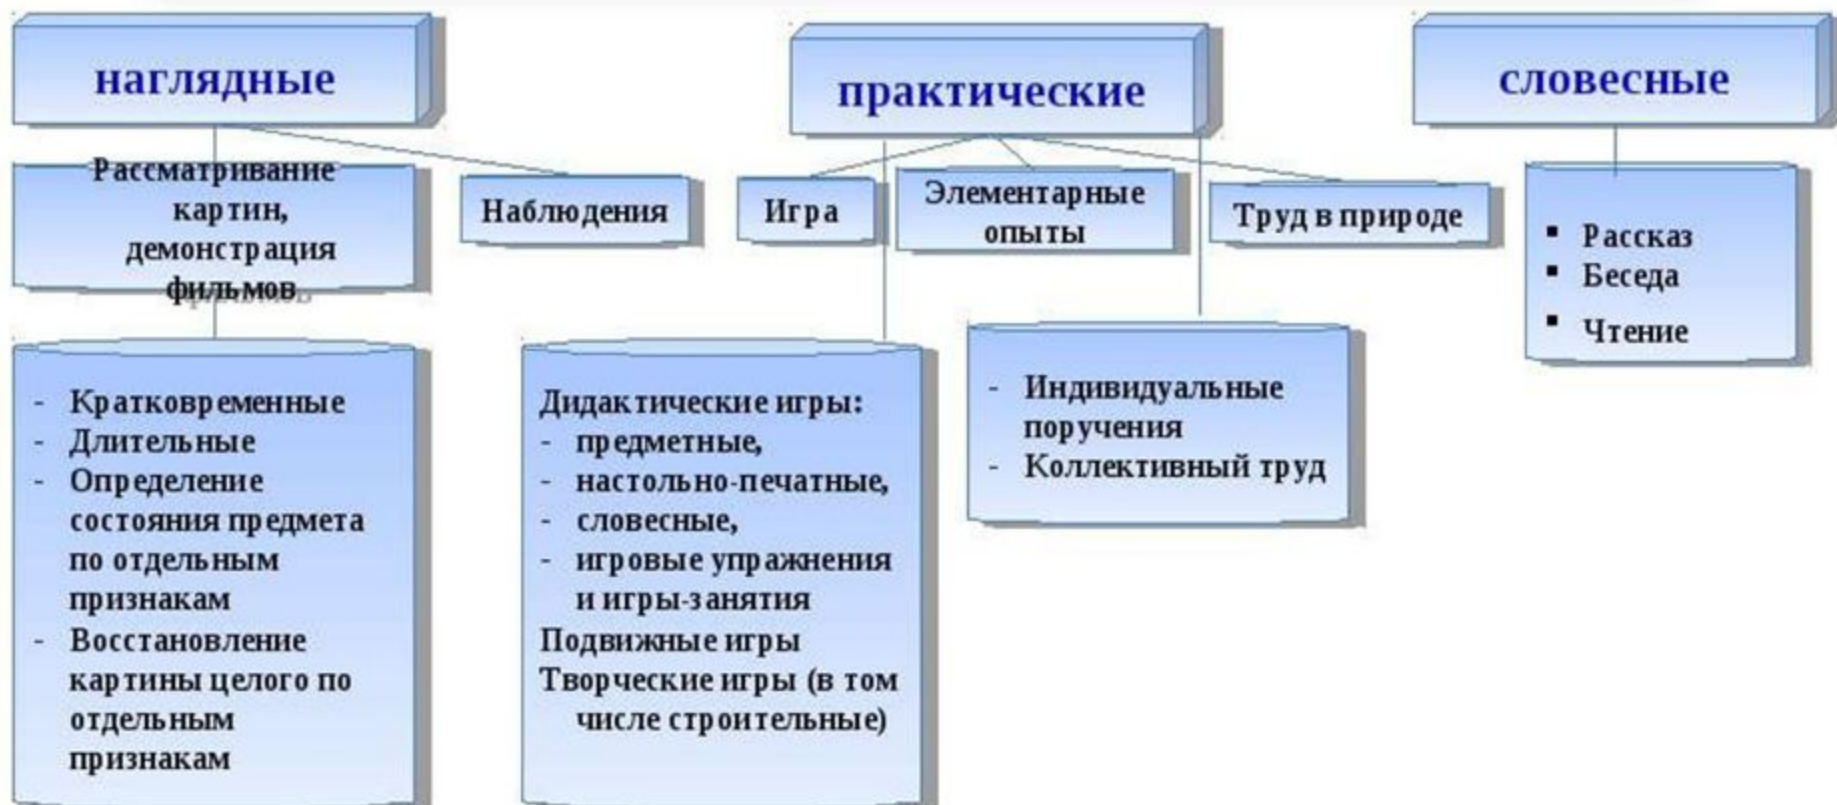 наглядные
практические
словесные
Рассматривание
картин,
демонстрация
фильмов
Наблюдения
Игра
Элементарные
опыты
Труд в природе
▪ Рассказ
▪ Беседа
▪ Чтение
- Кратковременные
- Длительные
- Определение
состояния предмета
по отдельным
признакам
- Восстановление
картины целого по
отдельным
признакам
Дидактические игры:
- предметные,
- настольно-печатные,
- словесные,
- игровые упражнения
и игры-занятия
Подвижные игры
Творческие игры (в том
числе строительные)
- Индивидуальные
поручения
- Коллективный труд